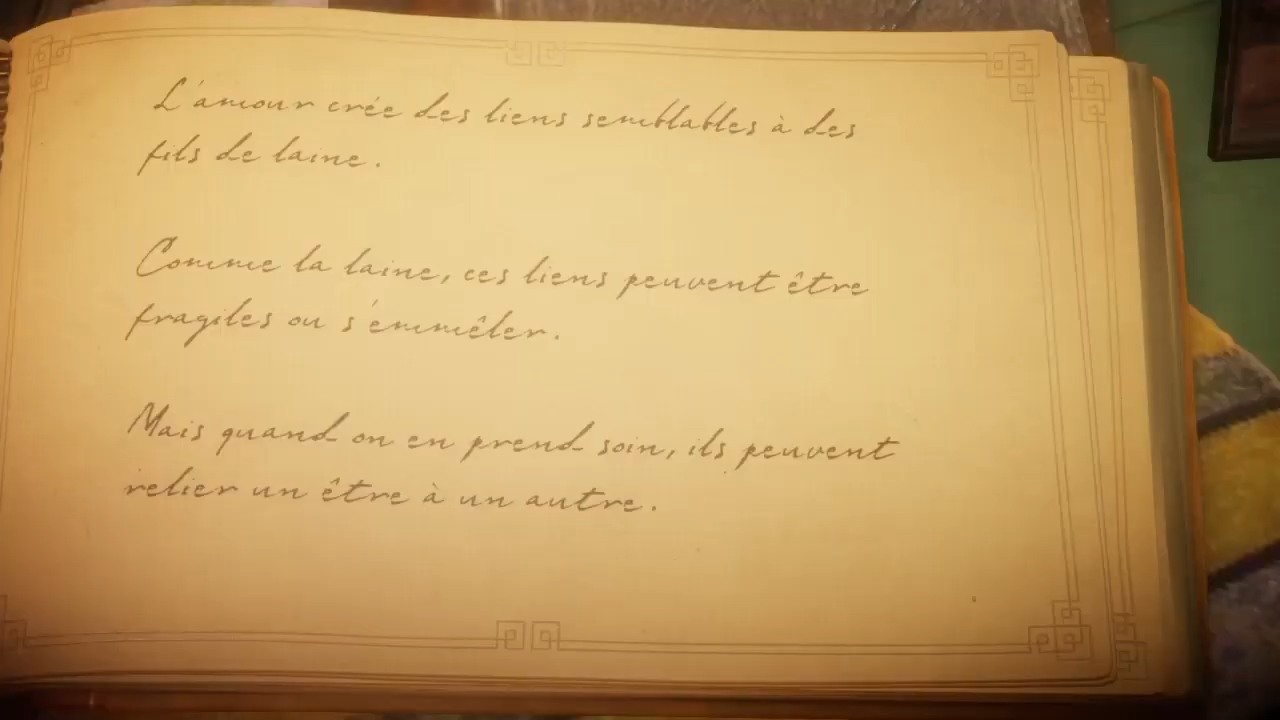 L'amour crée des liens semblables à des
fils de laine.
Comme la laine, ces liens peuvent être
fragiles ou s'emmêler.
Mais quand on en prend soin, ils peuvent
relier un être à un autre.